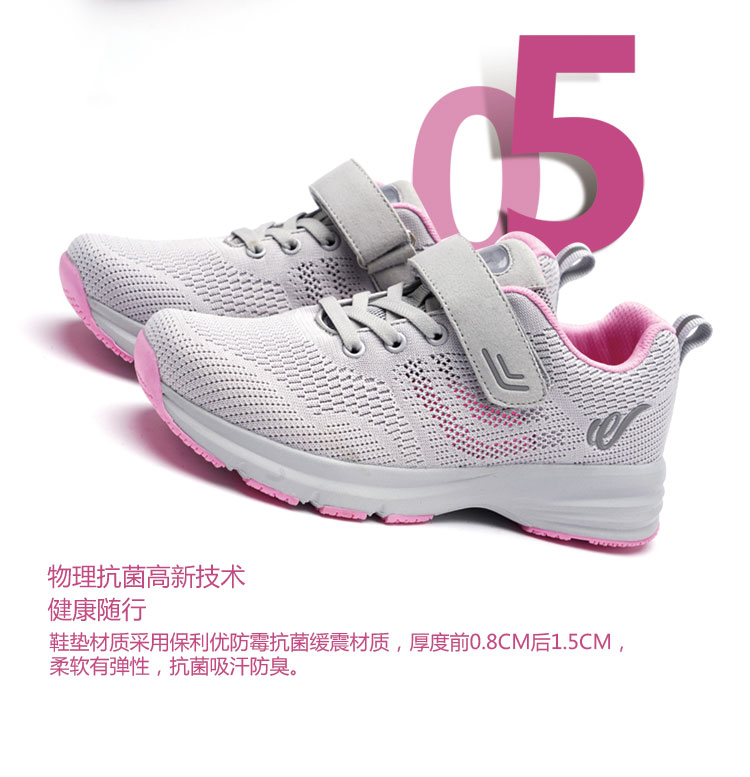 05
物理抗菌高新技术
健康随行
鞋垫材质采用保利优防霉抗菌缓震材质，厚度前0.8CM后1.5CM，
柔软有弹性，抗菌吸汗防臭。